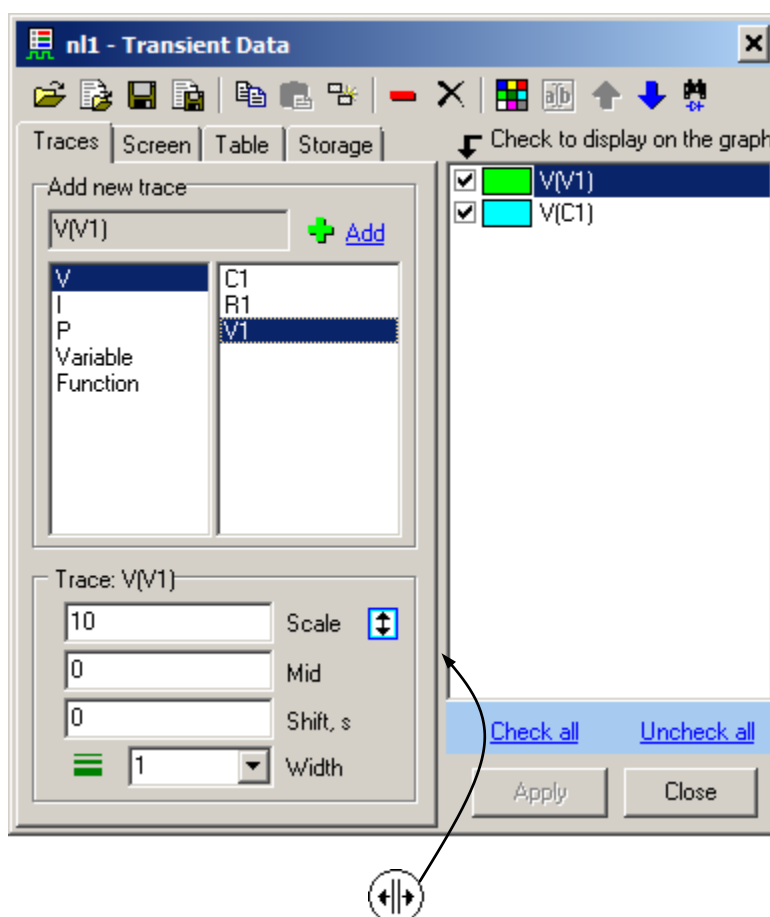 nl1 - Transient Data
Traces Screen Table Storage
Check to display on the graph
Add new trace
V(V1)
Add
V
I
P
Variable
Function
C1
R1
V1
V(V1)
V(C1)
Trace: V(V1)
10 Scale
0 Mid
0 Shift, s
1 Width
Check all Uncheck all
Apply Close